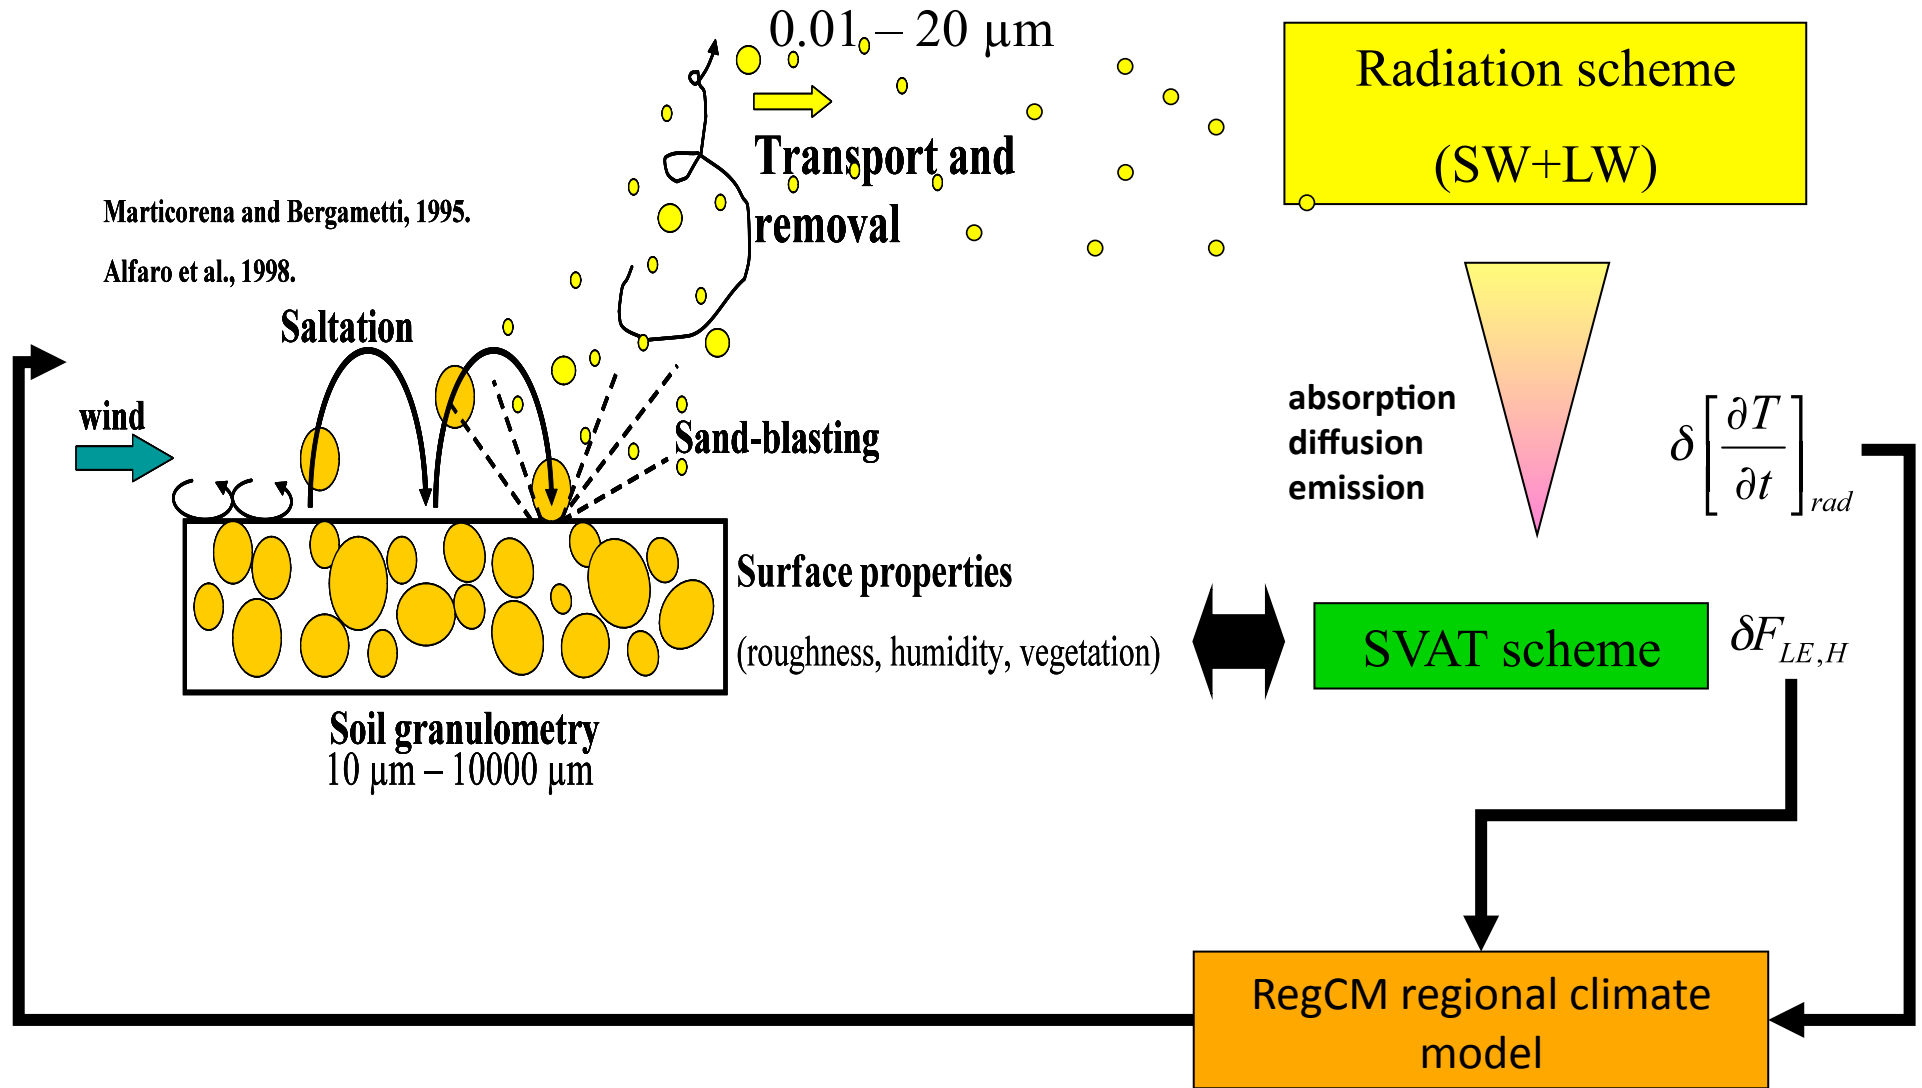 0.01 – 20 µm
Radiation scheme
(SW+LW)
Transport and
removal
Marticorena and Bergametti, 1995.
Alfaro et al., 1998.
Saltation
wind
Sand-blasting
absorption
diffusion
emission
δ[∂T/∂t]rad
Surface properties
(roughness, humidity, vegetation)
SVAT scheme
δF LE,H
Soil granulometry
10 µm – 10000 µm
RegCM regional climate
model